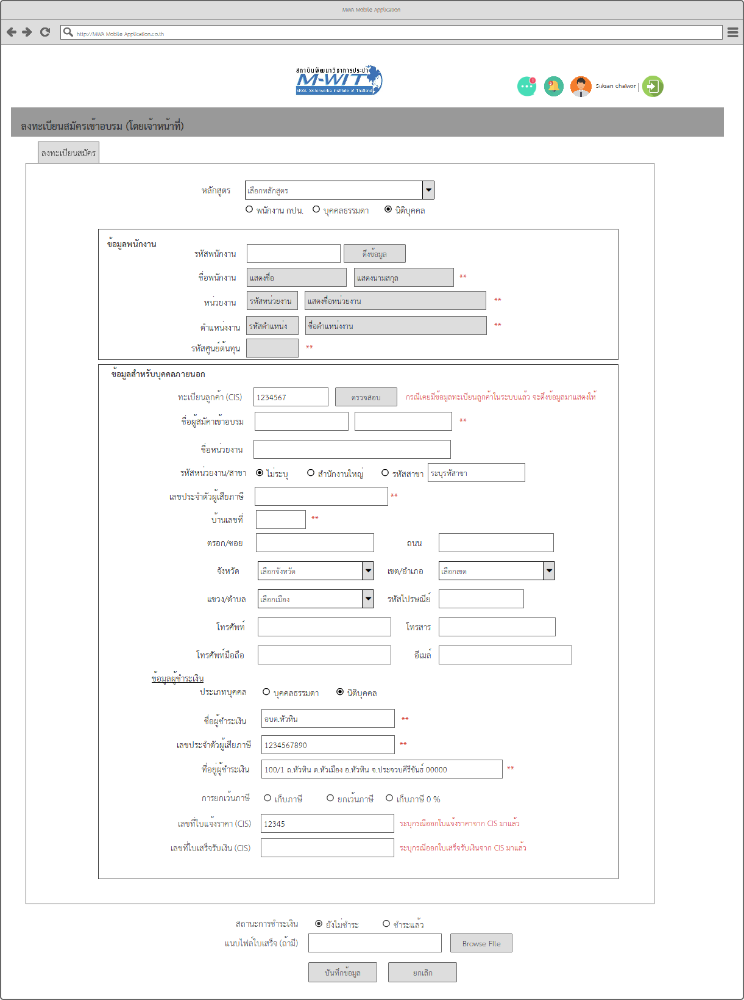 MWA Mobile Application
http://MWA Mobile Application.co.th
สถาบันพัฒนาวิชาการประปา
M-WIT
MWA Waterworks Institute of Thailand
1
3
Suksan chaiwon
ลงทะเบียนสมัครเข้าอบรม (โดยเจ้าหน้าที่)
ลงทะเบียนสมัคร
หลักสูตร เลือกหลักสูตร
พนักงาน กปน. บุคคลธรรมดา นิติบุคคล
ข้อมูลพนักงาน
รหัสพนักงาน ดึงข้อมูล
ชื่อพนักงาน แสดงชื่อ แสดงนามสกุล **
หน่วยงาน รหัสหน่วยงาน แสดงชื่อหน่วยงาน **
ตำแหน่งงาน รหัสตำแหน่ง ชื่อตำแหน่งงาน **
รหัสศูนย์ต้นทุน **
ข้อมูลสำหรับบุคคลภายนอก
ทะเบียนลูกค้า (CIS) 1234567 ตรวจสอบ กรณีเคยมีข้อมูลทะเบียนลูกค้าในระบบแล้ว จะดึงข้อมูลมาแสดงให้
ชื่อผู้สมัคาเข้าอบรม **
ชื่อหน่วยงาน
รหัสหน่วยงาน/สาขา ไม่ระบุ สำนักงานใหญ่ รหัสสาขา ระบุรหัสาขา
เลขประจำตัวผู้เสียภาษี **
บ้านเลขที่ **
ตรอก/ซอย ถนน
จังหวัด เลือกจังหวัด เขต/อำเภอ เลือกเขต
แขวง/ตำบล เลือกเมือง รหัสไปรษณีย์
โทรศัพท์ โทรสาร
โทรศัพท์มือถือ อีเมล์
ข้อมูลผู้ชำระเงิน
ประเภทบุคคล บุคคลธรรมดา นิติบุคคล
ชื่อผู้ชำระเงิน อบต.หัวหิน **
เลขประจำตัวผู้เสียภาษี 1234567890 **
ที่อยู่ผู้ชำระเงิน 100/1 ถ.หัวหิน ต.หัวเมือง อ.หัวหิน จ.ประจวบคีรีขันธ์ 00000 **
การยกเว้นภาษี เก็บภาษี ยกเว้นภาษี เก็บภาษี 0 %
เลขที่ใบแจ้งราคา (CIS) 12345 ระบุกรณีออกใบแจ้งราคาจาก CIS มาแล้ว
เลขที่ใบเสร็จรับเงิน (CIS) ระบุกรณีออกใบเสร็จรับเงินจาก CIS มาแล้ว
สถานะการชำระเงิน ยังไม่ชำระ ชำระแล้ว
แนบไฟล์ใบเสร็จ (ถ้ามี) Browse FIle
บันทึกข้อมูล ยกเลิก